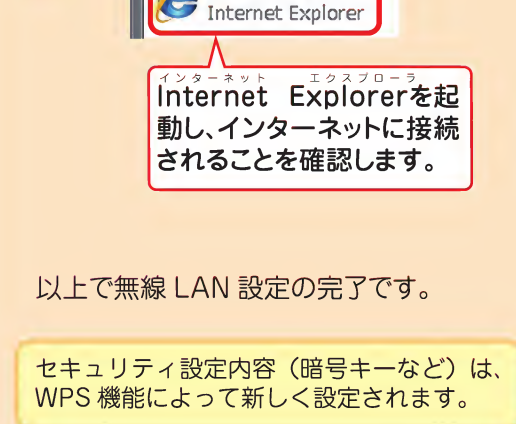 Internet Explorer
インターネット エクスプローラ
Internet Explorerを起
動し、インターネットに接続
されることを確認します。
以上で無線 LAN 設定の完了です。
セキュリティ設定内容（暗号キーなど）は、
WPS 機能によって新しく設定されます。